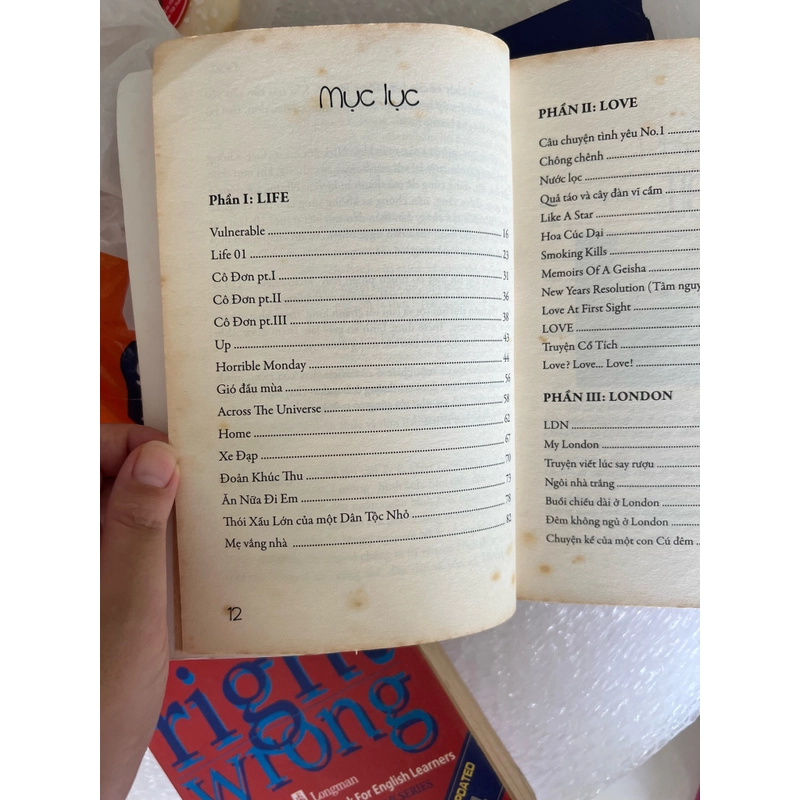 Mục lục
Phần I: LIFE
Vulnerable 16
Life 01 23
Cô Đơn pt.I 31
Cô Đơn pt.II 36
Cô Đơn pt.III 38
Up 43
Horrible Monday 44
Gió đầu mùa 56
Across The Universe 58
Home 62
Xe Đạp 67
Đoản Khúc Thu 70
Ăn Nữa Đi Em 73
Thói Xấu Lớn của một Dân Tộc Nhỏ 78
Mẹ vắng nhà 82
12
PHẦN II: LOVE
Câu chuyện tình yêu No.1
Chông chênh
Nước lọc
Quả táo và cây đàn vĩ cầm
Like A Star
Hoa Cúc Dại
Smoking Kills
Memoirs Of A Geisha
New Years Resolution (Tâm nguy
Love At First Sight
LOVE
Truyện Cổ Tích
Love? Love... Love!
PHẦN III: LONDON
LDN
My London
Truyện viết lúc say rượu
Ngôi nhà trắng
Buổi chiều dài ở London
Đêm không ngủ ở London
Chuyện kể của một con Cú đêm
right
wrong
Longman
k For English Learners
SERIES
UPDATED